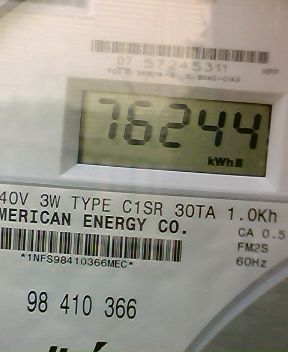 07 57245311
76244
kWh
40V 3W TYPE C1SR 30TA 1.0Kh
MERICAN ENERGY CO.
CA 0.5
FM2S
*1NFS98410366MEC*
60Hz
98 410 366